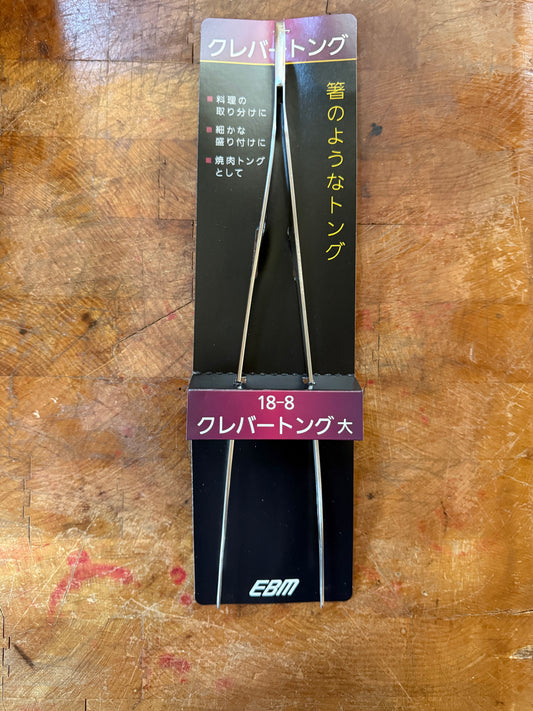 クレバートング
箸のようなトング
■ 料理の
取り分けに
■ 細かな
盛り付けに
■ 焼肉トング
として
18-8
クレバートング 大
EBM